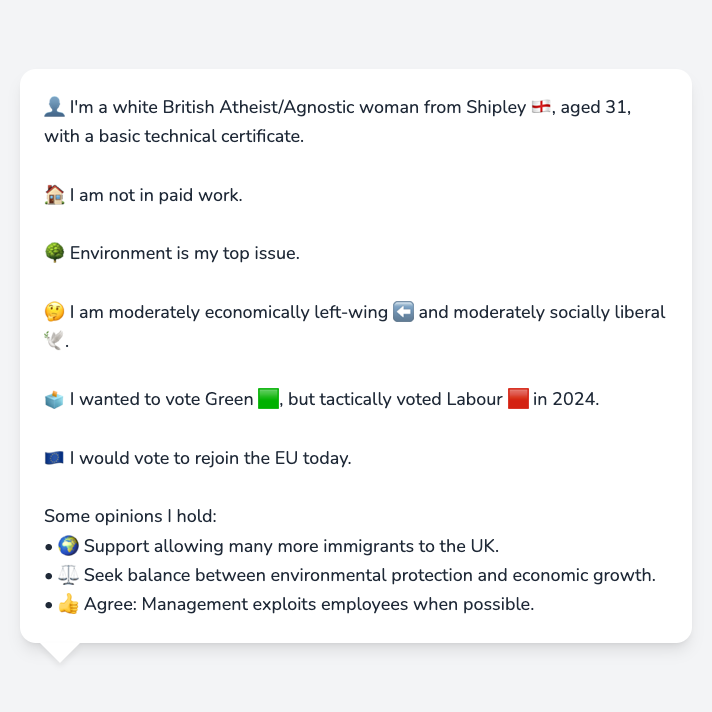 👤 I'm a white British Atheist/Agnostic woman from Shipley 🏴󠁧󠁢󠁥󠁮󠁧󠁿, aged 31,
with a basic technical certificate.
🏠 I am not in paid work.
🌳 Environment is my top issue.
🤔 I am moderately economically left-wing ⬅️ and moderately socially liberal
🕊️.
🗳️ I wanted to vote Green 🟩, but tactically voted Labour 🟥 in 2024.
🇪🇺 I would vote to rejoin the EU today.
Some opinions I hold:
• 🌍 Support allowing many more immigrants to the UK.
• ⚖️ Seek balance between environmental protection and economic growth.
• 👍 Agree: Management exploits employees when possible.